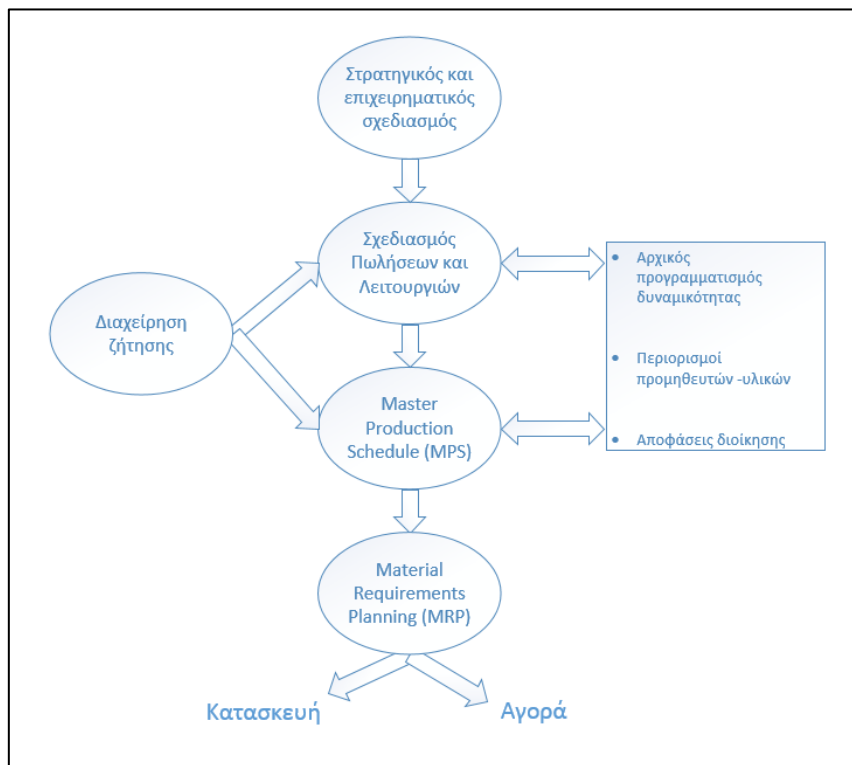 Στρατηγικός και
επιχειρηματικός
σχεδιασμός
Σχεδιασμός
Πωλήσεων και
Λειτουργιών
• Αρχικός
προγραμματισμός
δυναμικότητας
Διαχείρηση
ζήτησης
• Περιορισμοί
προμηθευτών -υλικών
Master
Production
Schedule (MPS)
• Αποφάσεις διοίκησης
Material
Requirements
Planning (MRP)
Κατασκευή
Αγορά